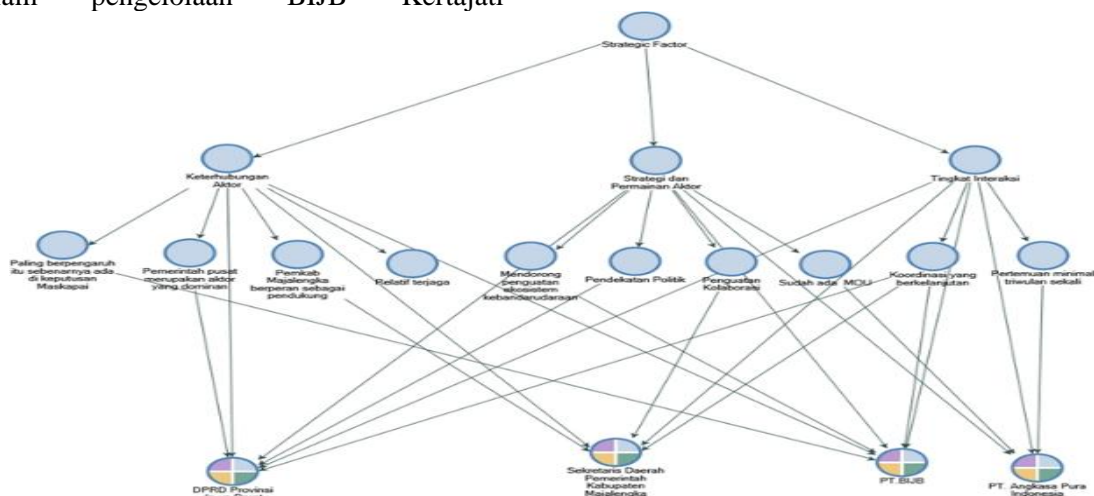 pengelolaan BIJB Kertajati
Strategic Factor
Keterhubungan
Aktor
Strategi dan
Permainan Aktor
Tingkat Interaksi
Paling berpengaruh
itu sebenarnya ada
di keputusan
Maskapai
Pemerintah pusat
merupakan aktor
yang dominan
Pemkab
Majalengka
berperan sebagai
pendukung
Relatif terjaga
Mendorong
penguatan
ekosistem
kebandarudaraan
Pendekatan Politik
Penguatan
Kolaborasi
Sudah ada MOU
Koordinasi yang
berkelanjutan
Pertemuan minimal
triwulan sekali
DPRD Provinsi
Sekretaris Daerah
Pemerintah
Kabupaten
Majalengka
PT.BIJB
PT. Angkasa Pura
Indonesia